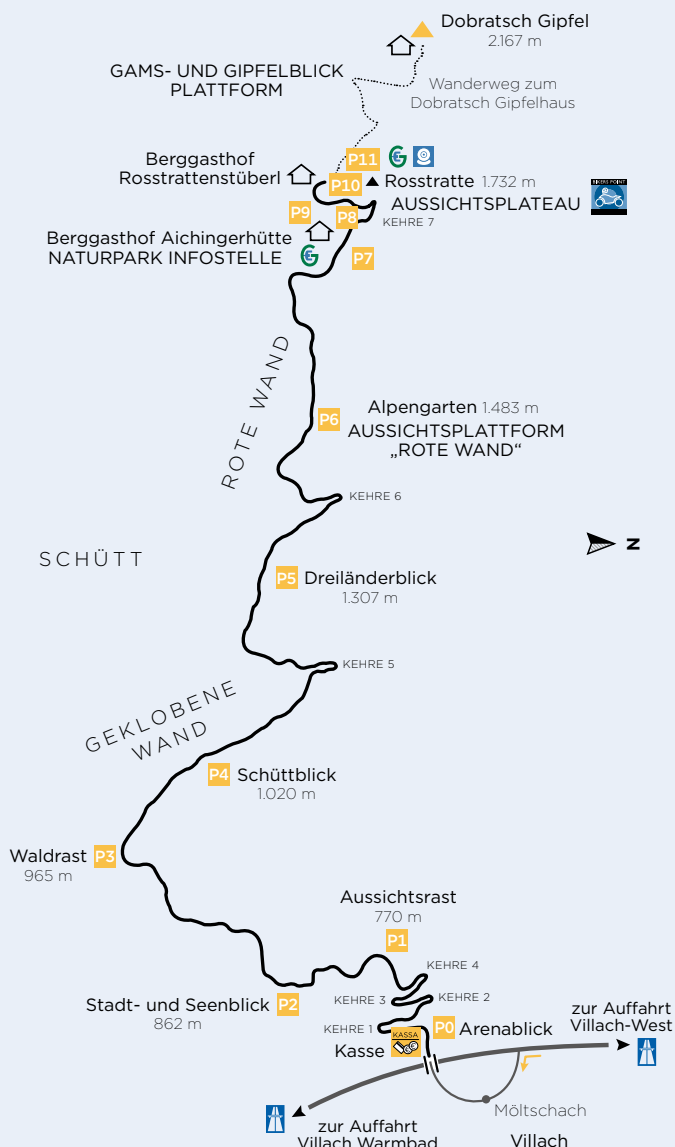 Dobratsch Gipfel
2.167 m
GAMS- UND GIPFELBLICK
PLATTFORM
Wanderweg zum
Dobratsch Gipfelhaus
P11
Berggasthof
Rosstrattenstüberl
P10
Rosstratte 1.732 m
AUSSICHTSPLATEAU
BIKERS POINT
P9
P8
KEHRE 7
Berggasthof Aichingerhütte
NATURPARK INFOSTELLE
P7
ROTE WAND
P6
Alpengarten 1.483 m
AUSSICHTSPLATTFORM
„ROTE WAND“
KEHRE 6
SCHÜTT
N
P5 Dreiländerblick
1.307 m
KEHRE 5
GEKLOBENE
WAND
P4 Schüttblick
1.020 m
Waldrast P3
965 m
Aussichtsrast
770 m
P1
KEHRE 4
KEHRE 3
KEHRE 2
Stadt- und Seenblick P2
862 m
KEHRE 1
KASSA
Kasse
P0 Arenablick
zur Auffahrt
Villach-West
Möltschach
zur Auffahrt
Villach Warmbad
Villach